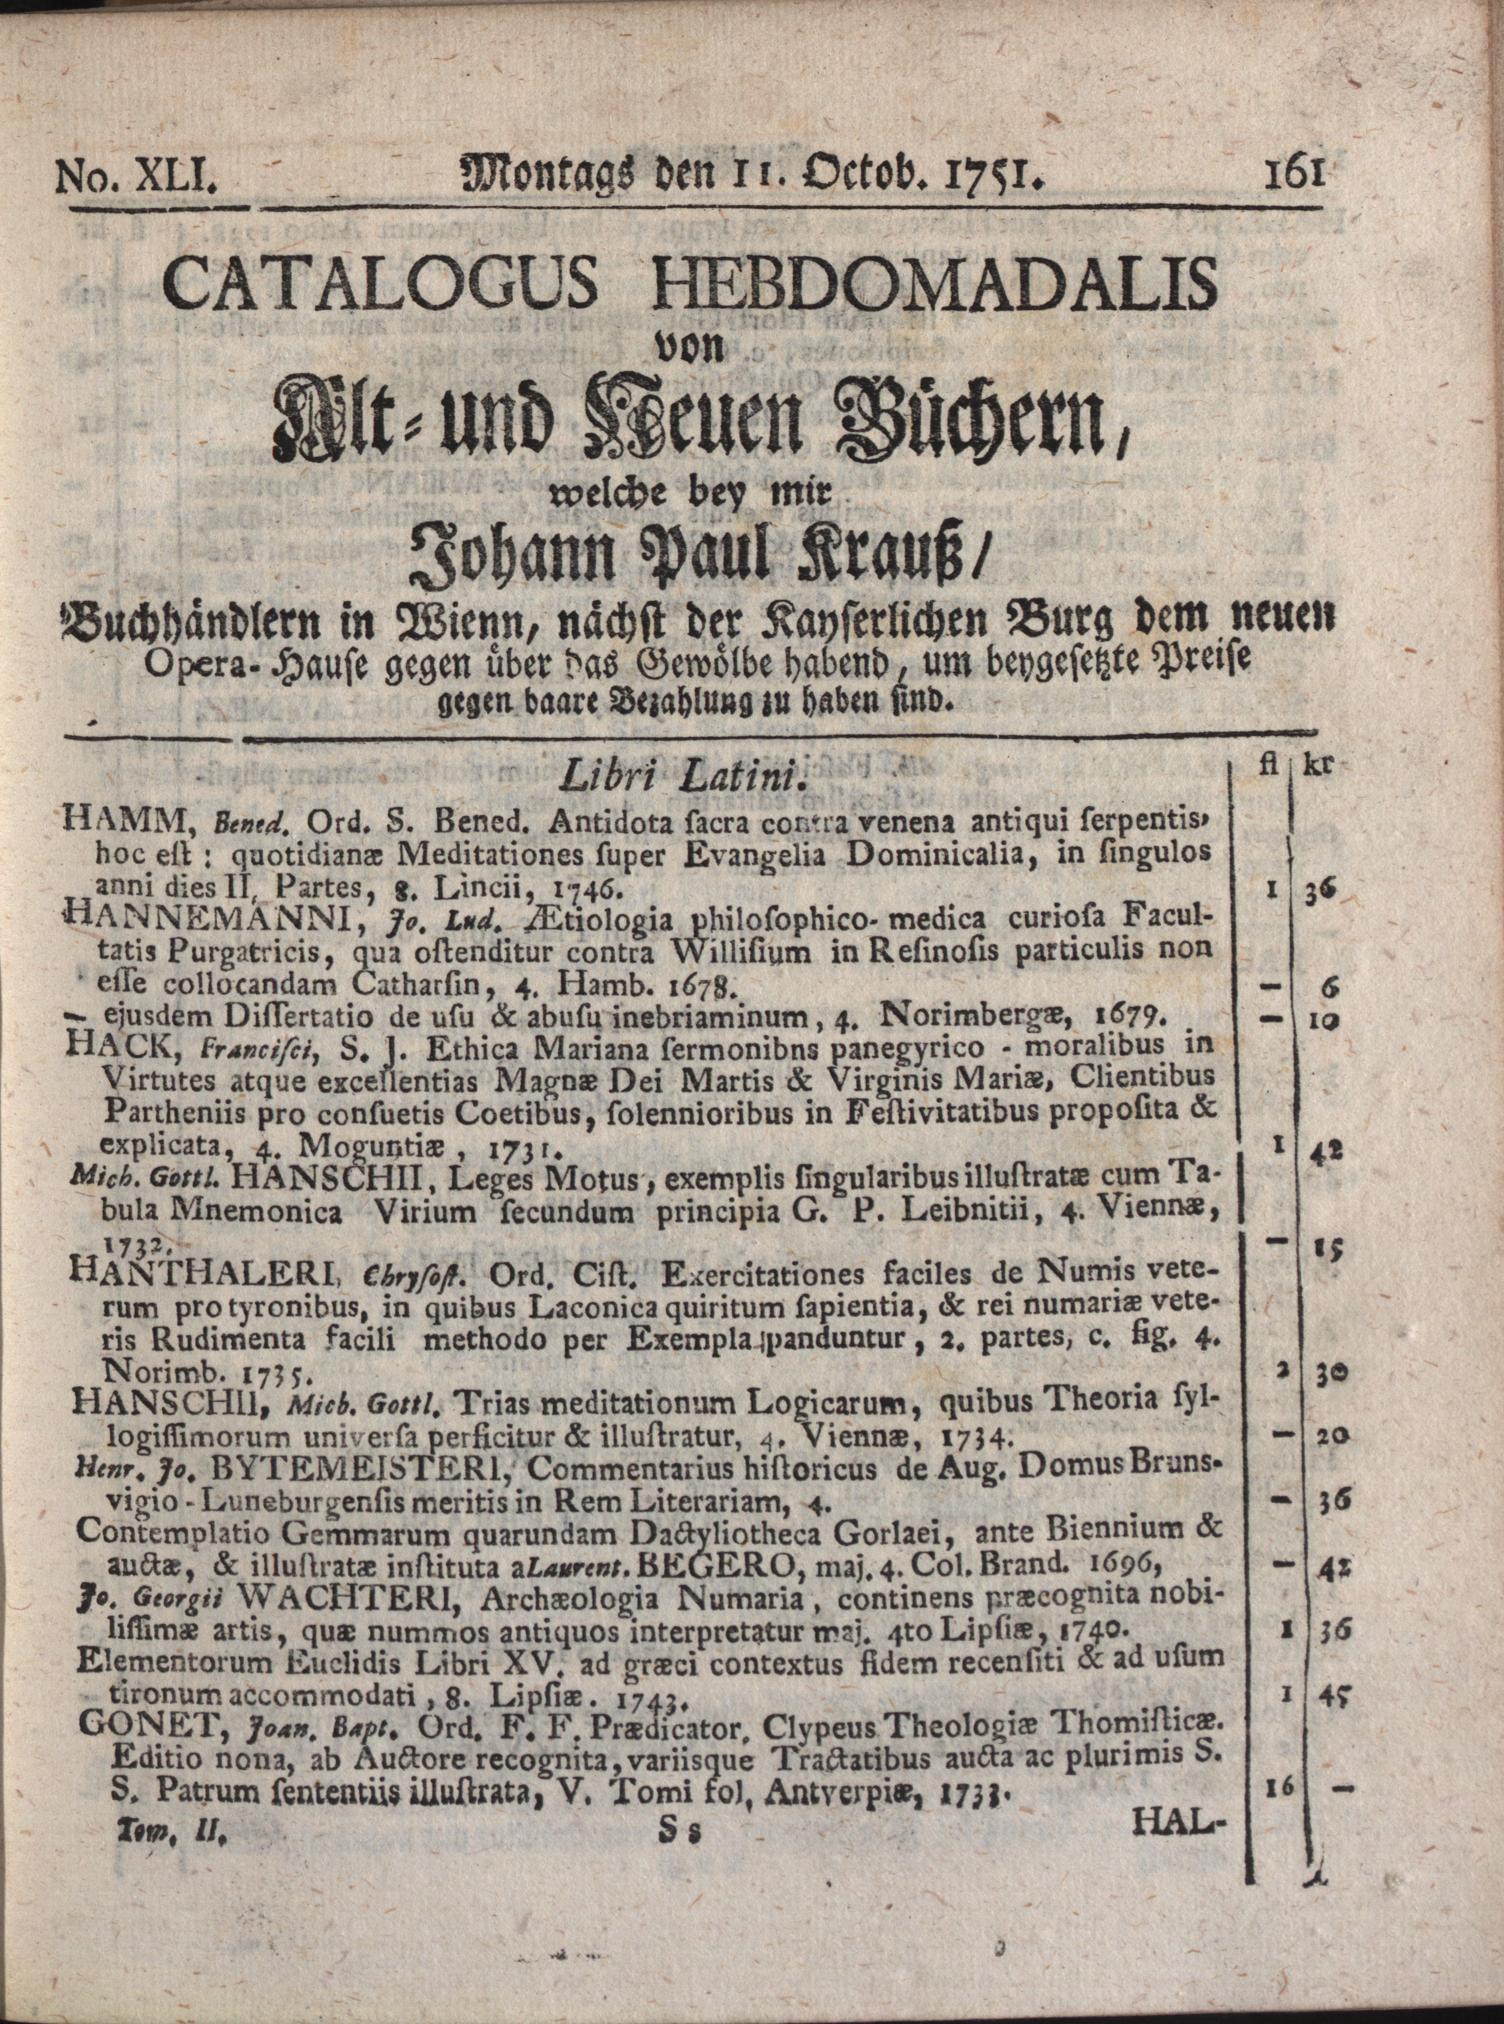 No. XLI. Montags den 11. Octob. 1751. 161
CATALOGUS HEBDOMADALIS
von
Alt- und Neuen Büchern,
welche bey mir
Johann Paul Krauß/
Buchhändlern in Wienn, nächst der Kayserlichen Burg dem neuen
Opera-Hause gegen über das Gewölbe habend, um beygesetzte Preise
gegen baare Bezahlung zu haben sind.
Libri Latini. fl kr
HAMM, Bened. Ord. S. Bened. Antidota sacra contra venena antiqui serpentis,
hoc est: quotidianæ Meditationes super Evangelia Dominicalia, in singulos
anni dies II. Partes, 8. Lincii, 1746. 1 36
HANNEMANNI, Jo. Lud. Ætiologia philosophico-medica curiosa Facul-
tatis Purgatricis, qua ostenditur contra Willisium in Resinosis particulis non
esse collocandam Catharsin, 4. Hamb. 1678. — 6
— ejusdem Dissertatio de usu & abusu inebriaminum, 4. Norimbergæ, 1679. — 10
HACK, Francisci, S. J. Ethica Mariana sermonibns panegyrico - moralibus in
Virtutes atque excellentias Magnæ Dei Martis & Virginis Mariæ, Clientibus
Partheniis pro consuetis Coetibus, solennioribus in Festivitatibus proposita &
explicata, 4. Moguntiæ, 1731. 1 42
Mich. Gottl. HANSCHII, Leges Motus, exemplis singularibus illustratæ cum Ta-
bula Mnemonica Virium secundum principia G. P. Leibnitii, 4. Viennæ,
1732. — 15
HANTHALERI, Chrysost. Ord. Cist. Exercitationes faciles de Numis vete-
rum pro tyronibus, in quibus Laconica quiritum sapientia, & rei numariæ vete-
ris Rudimenta facili methodo per Exempla panduntur, 2. partes, c. fig. 4.
Norimb. 1735. 2 30
HANSCHII, Mich. Gottl. Trias meditationum Logicarum, quibus Theoria syl-
logissimorum universa perficitur & illustratur, 4. Viennæ, 1734. — 20
Henr. Jo. BYTEMEISTERI, Commentarius historicus de Aug. Domus Bruns-
vigio-Luneburgensis meritis in Rem Literariam, 4. — 36
Contemplatio Gemmarum quarundam Dactyliotheca Gorlaei, ante Biennium &
auctæ, & illustratæ instituta a Laurent. BEGERO, maj. 4. Col. Brand. 1696, — 42
Jo. Georgii WACHTERI, Archæologia Numaria, continens præcognita nobi-
lissimæ artis, quæ nummos antiquos interpretatur maj. 4to Lipsiæ, 1740. 1 36
Elementorum Euclidis Libri XV. ad græci contextus fidem recensiti & ad usum
tironum accommodati, 8. Lipsiæ. 1743. 1 45
GONET, Joan. Bapt. Ord. F. F. Prædicator. Clypeus Theologiæ Thomisticæ.
Editio nona, ab Auctore recognita, variisque Tractatibus aucta ac plurimis S.
S. Patrum sententiis illustrata, V. Tomi fol. Antverpiæ, 1733. 16 —
Tom. II. S s HAL-